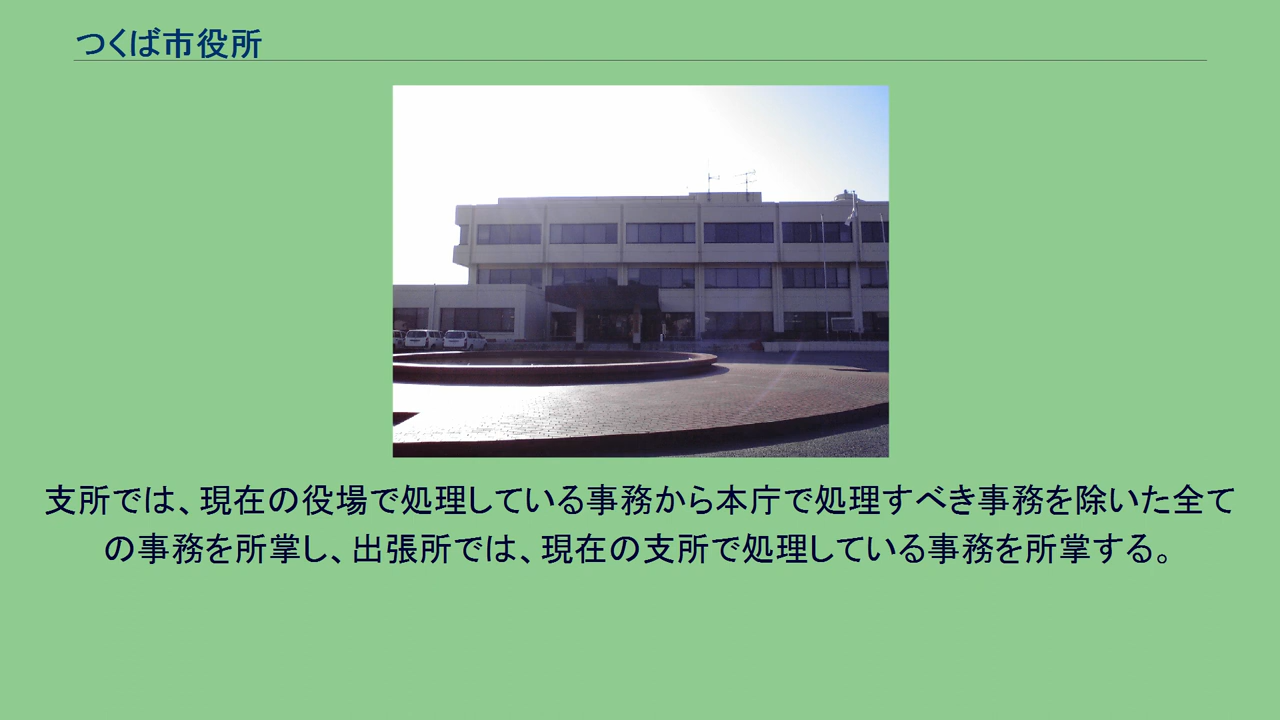 つくば市役所
支所では、現在の役場で処理している事務から本庁で処理すべき事務を除いた全て
の事務を所掌し、出張所では、現在の支所で処理している事務を所掌する。